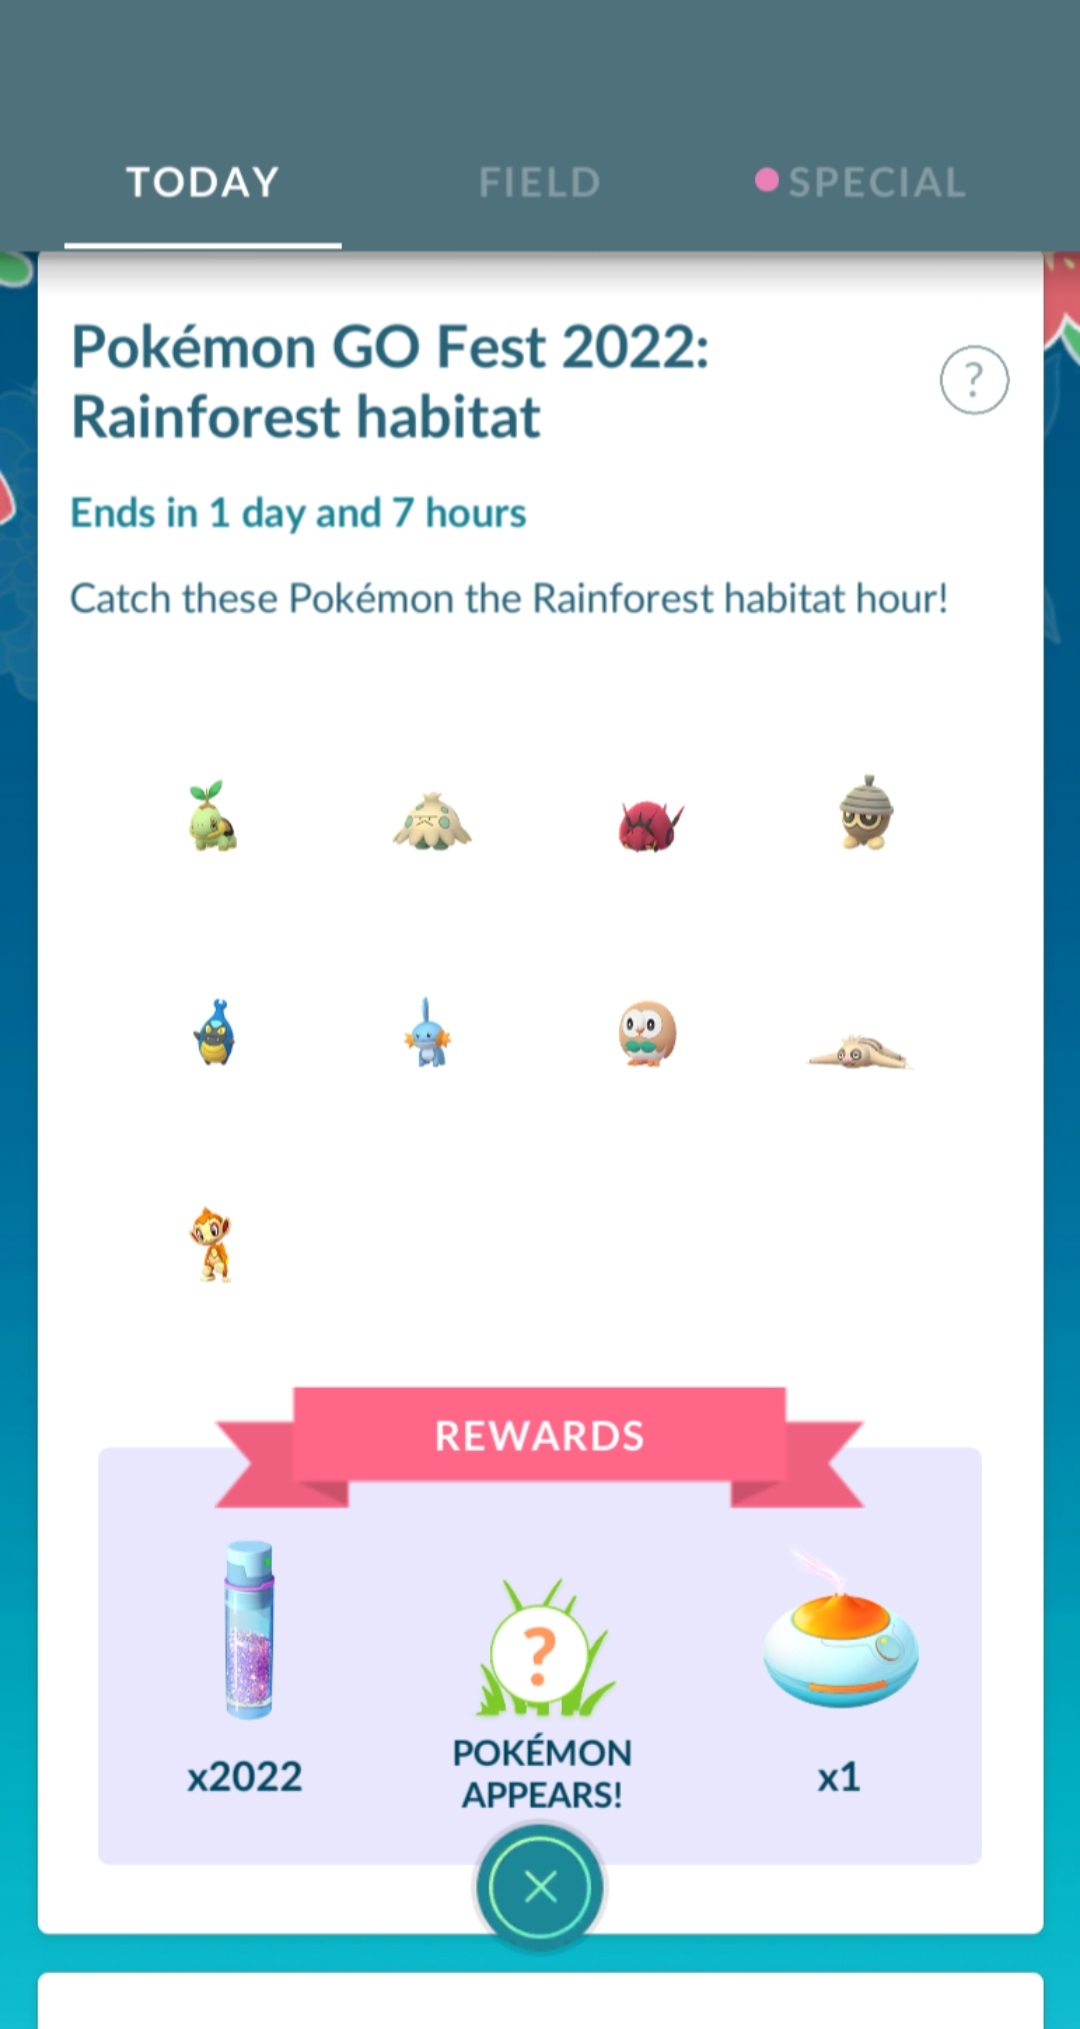 TODAY
FIELD
SPECIAL
Pokémon GO Fest 2022:
Rainforest habitat
?
Ends in 1 day and 7 hours
Catch these Pokémon the Rainforest habitat hour!
REWARDS
?
x2022
POKÉMON
APPEARS!
x1